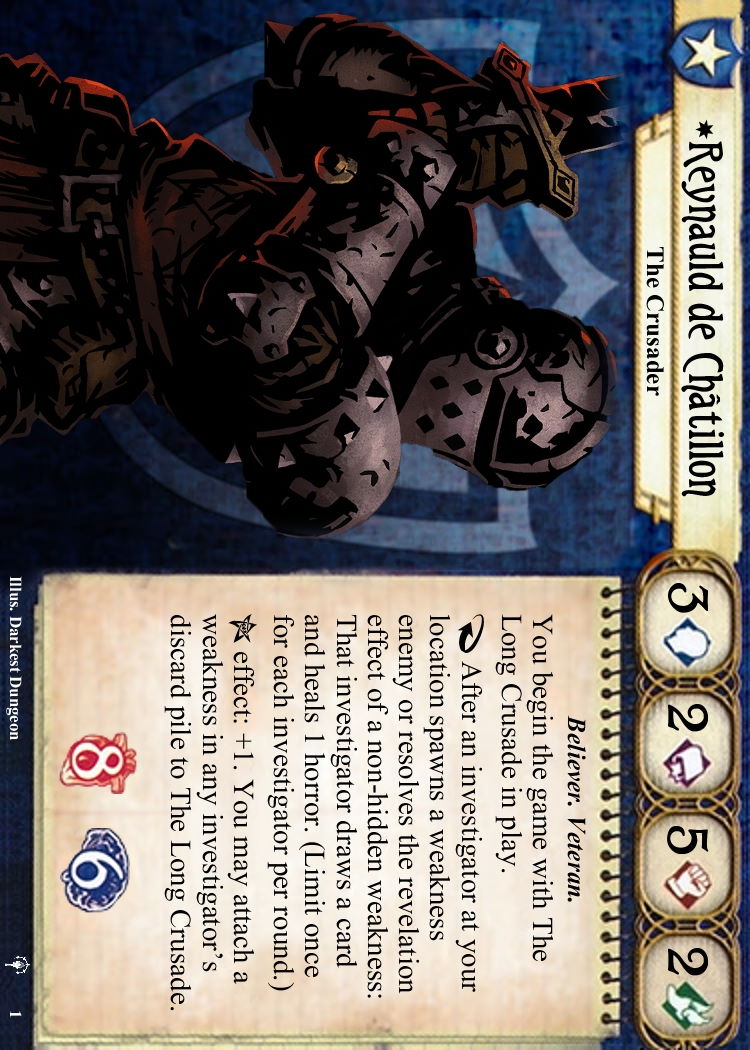 *Reynauld de Châtillon
The Crusader
3 2 5 2
Believer. Veteran.
You begin the game with The
Long Crusade in play.
After an investigator at your
location spawns a weakness
enemy or resolves the revelation
effect of a non-hidden weakness:
That investigator draws a card
and heals 1 horror. (Limit once
for each investigator per round.)
effect: +1. You may attach a
weakness in any investigator's
discard pile to The Long Crusade.
8 6
Illus. Darkest Dungeon
1